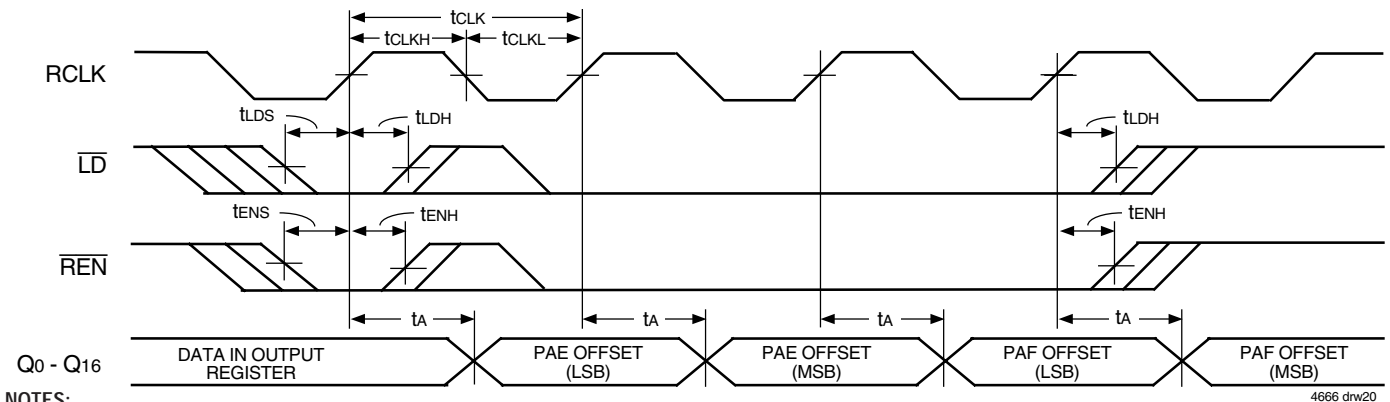 tCLK
tCLKH
tCLKL
RCLK
tLDS
tLDH
tLDH
LD
tENS
tENH
tENH
REN
tA
tA
tA
tA
Q0 - Q16
DATA IN OUTPUT
REGISTER
PAE OFFSET
(LSB)
PAE OFFSET
(MSB)
PAF OFFSET
(LSB)
PAF OFFSET
(MSB)
NOTES:
4666 drw20